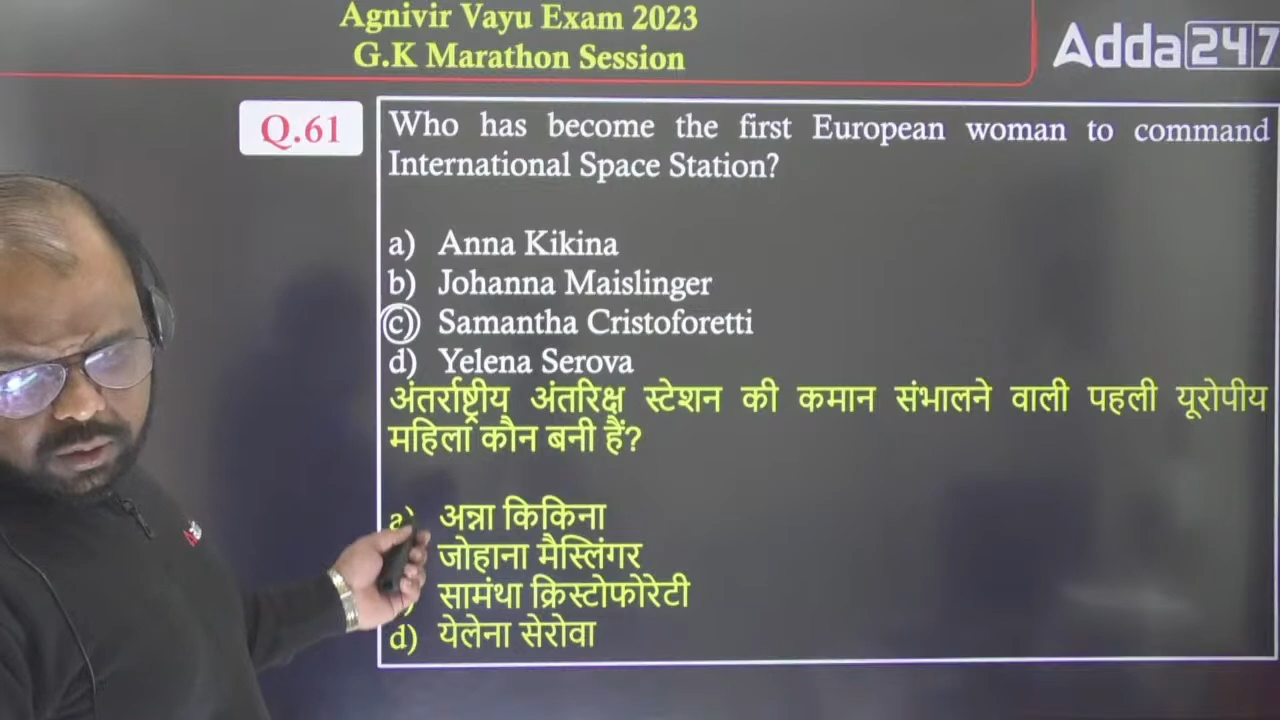 Agnivir Vayu Exam 2023
G.K Marathon Session
Adda247
Q.61
Who has become the first European woman to command
International Space Station?
a) Anna Kikina
b) Johanna Maislinger
c) Samantha Cristoforetti
d) Yelena Serova
अंतर्राष्ट्रीय अंतरिक्ष स्टेशन की कमान संभालने वाली पहली यूरोपीय
महिला कौन बनी हैं?
a) अन्ना किकिना
जोहाना मैस्लिंगर
सामंथा क्रिस्टोफोरेटी
d) येलेना सेरोवा